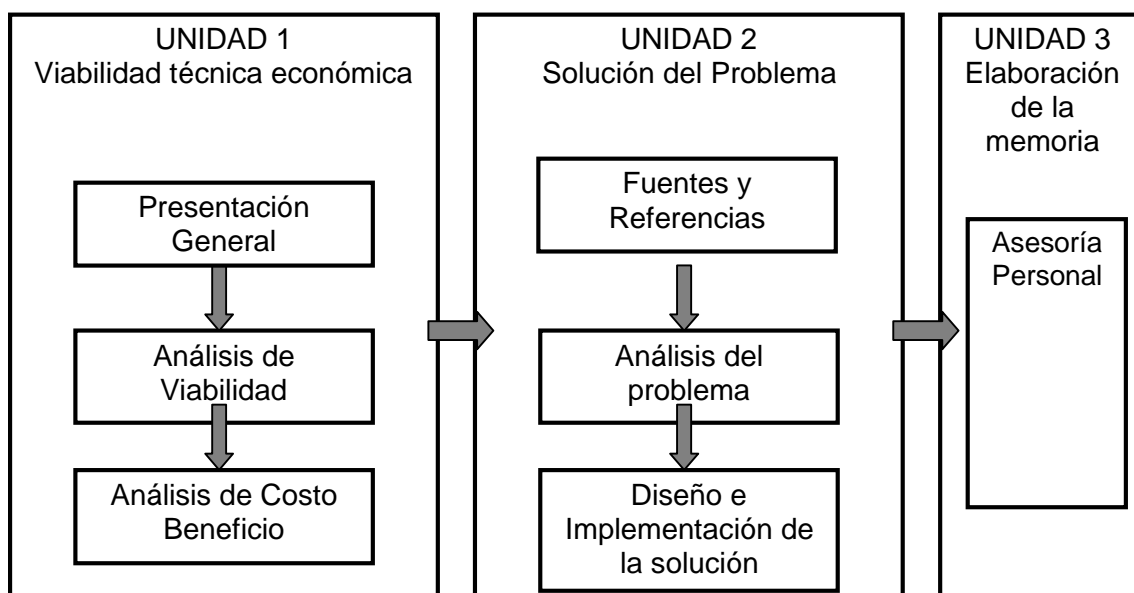 UNIDAD 1
Viabilidad técnica económica
Presentación
General
Análisis de
Viabilidad
Análisis de Costo
Beneficio
UNIDAD 2
Solución del Problema
Fuentes y
Referencias
Análisis del
problema
Diseño e
Implementación de
la solución
UNIDAD 3
Elaboración
de la
memoria
Asesoría
Personal